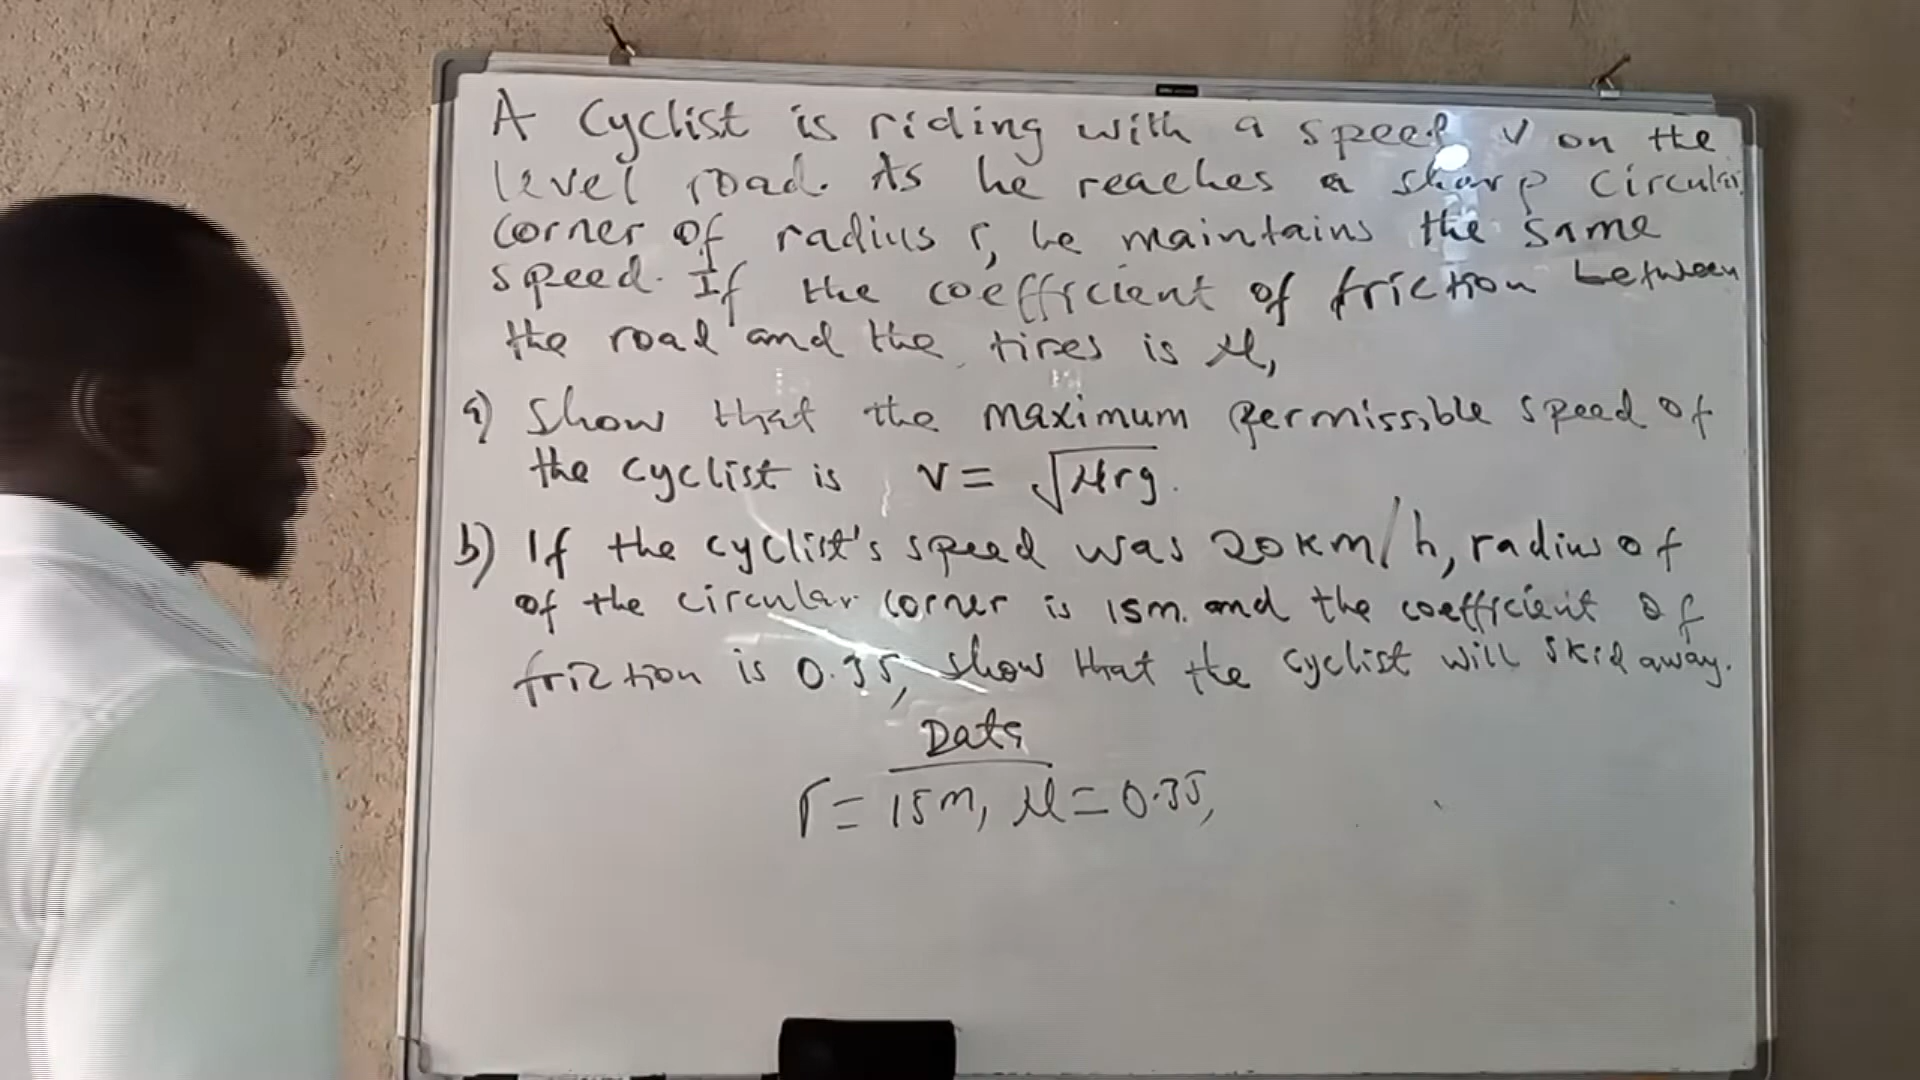 A Cyclist is riding with a speed v on the
level road. As he reaches a sharp circular
corner of radius r, he maintains the same
speed. If the coefficient of friction between
the road and the tires is μ,
a) Show that the maximum permissible speed of
the cyclist is v = √μrg.
b) If the cyclist's speed was 20km/h, radius of
of the circular corner is 15m. and the coefficient of
friction is 0.35, show that the cyclist will skid away.
Data
r = 15m, μ = 0.35,